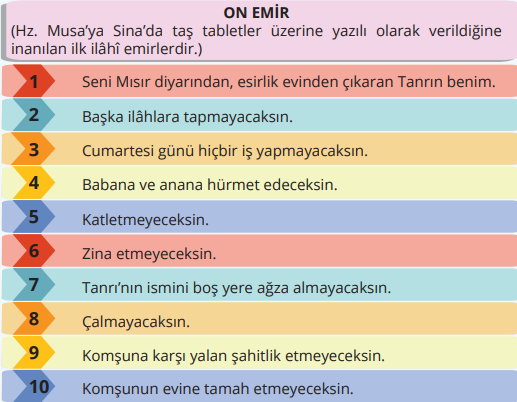 ON EMİR
(Hz. Musa'ya Sina'da taş tabletler üzerine yazılı olarak verildiğine
inanılan ilk ilâhî emirlerdir.)
1 Seni Mısır diyarından, esirlik evinden çıkaran Tanrın benim.
2 Başka ilâhlara tapmayacaksın.
3 Cumartesi günü hiçbir iş yapmayacaksın.
4 Babana ve anana hürmet edeceksin.
5 Katletmeyeceksin.
6 Zina etmeyeceksin.
7 Tanrı'nın ismini boş yere ağza almayacaksın.
8 Çalmayacaksın.
9 Komşuna karşı yalan şahitlik etmeyeceksin.
10 Komşunun evine tamah etmeyeceksin.